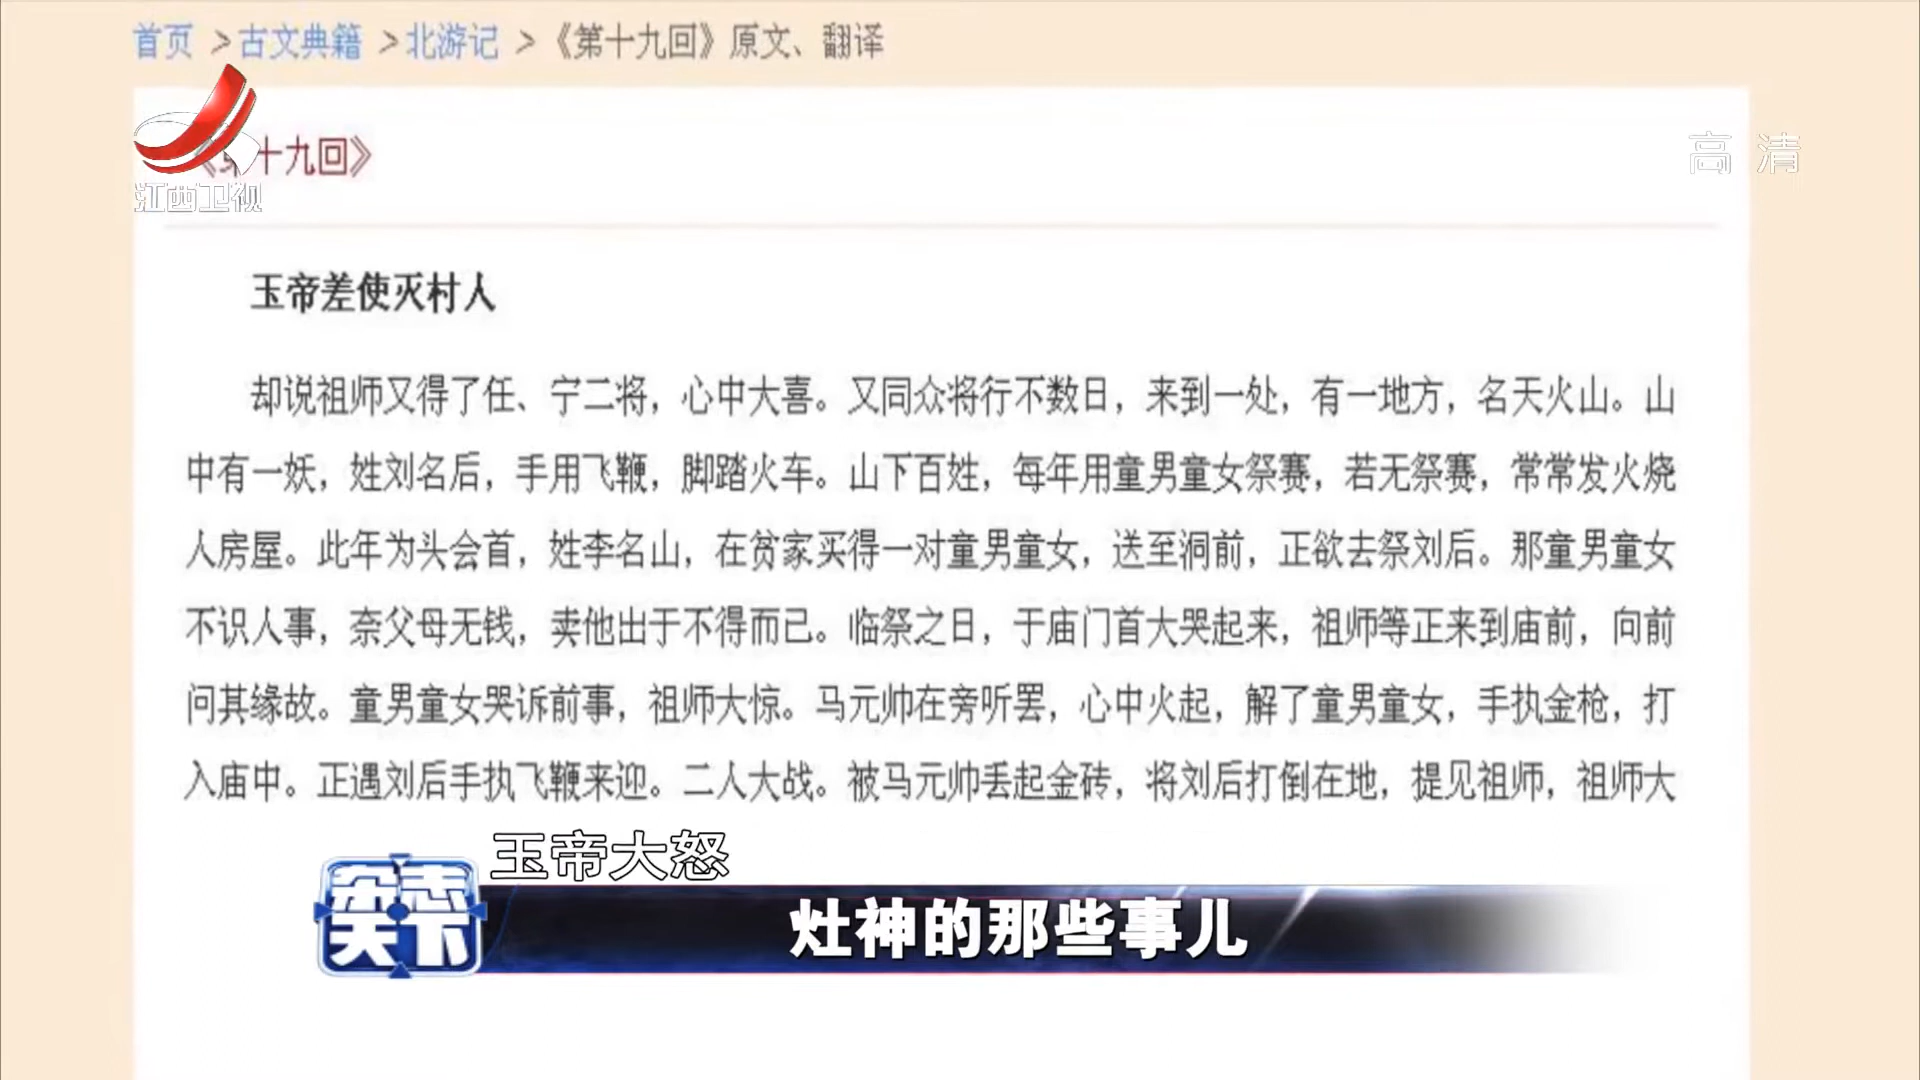 首页 >古文典籍 >北游记 >《第十九回》原文、翻译
《第十九回》
江西卫视
高清
玉帝差使灭村人
却说祖师又得了任、宁二将，心中大喜。又同众将行不数日，来到一处，有一地方，名天火山。山
中有一妖，姓刘名后，手用飞鞭，脚踏火车。山下百姓，每年用童男童女祭赛，若无祭赛，常常发火烧
人房屋。此年为头会首，姓李名山，在贫家买得一对童男童女，送至洞前，正欲去祭刘后。那童男童女
不识人事，奈父母无钱，卖他出于不得而己。临祭之日，于庙门首大哭起来，祖师等正来到庙前，向前
问其缘故。童男童女哭诉前事，祖师大惊。马元帅在旁听罢，心中火起，解了童男童女，手执金枪，打
入庙中。正遇刘后手执飞鞭来迎。二人大战。被马元帅丢起金砖，将刘后打倒在地，提见祖师，祖师大
玉帝大怒
杂志天下
灶神的那些事儿